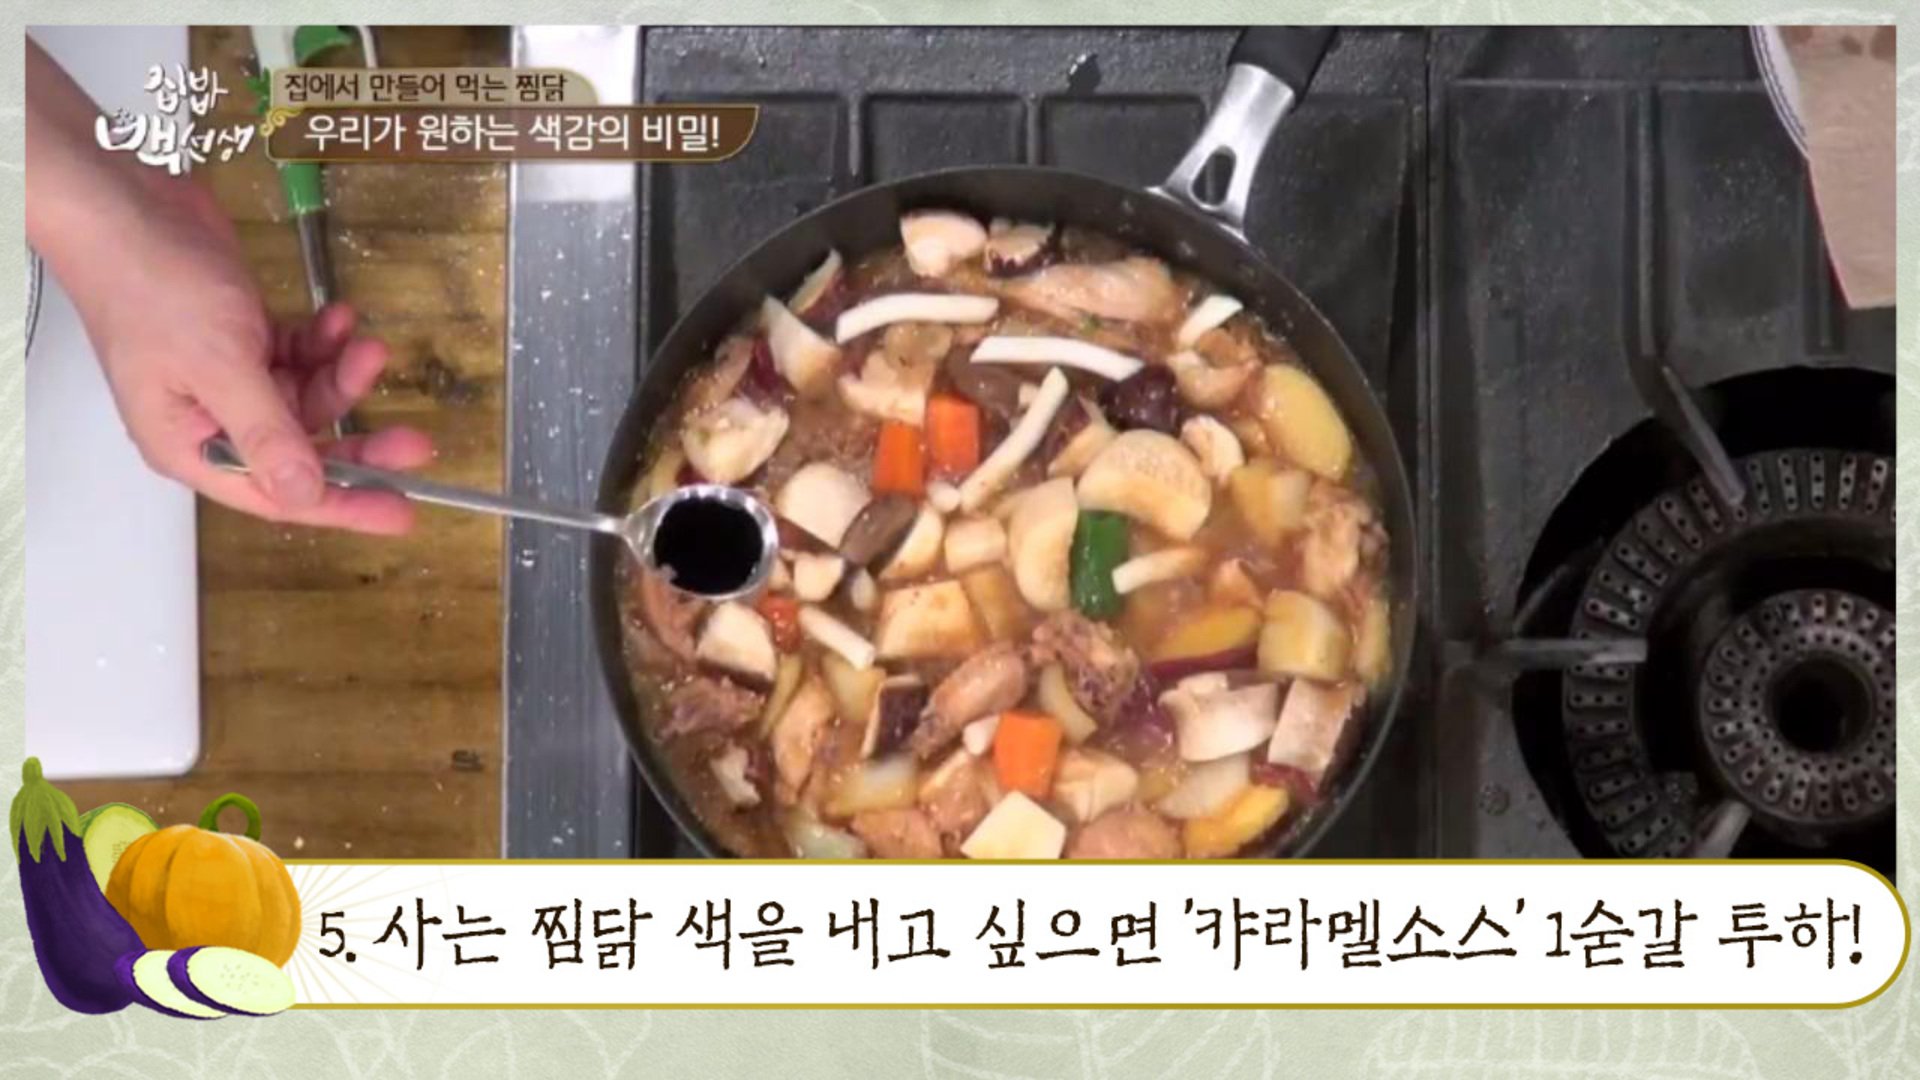 집밥
백선생
집에서 만들어 먹는 찜닭
우리가 원하는 색감의 비밀!
5. 사는 찜닭 색을 내고 싶으면 '캬라멜소스' 1숟갈 투하!